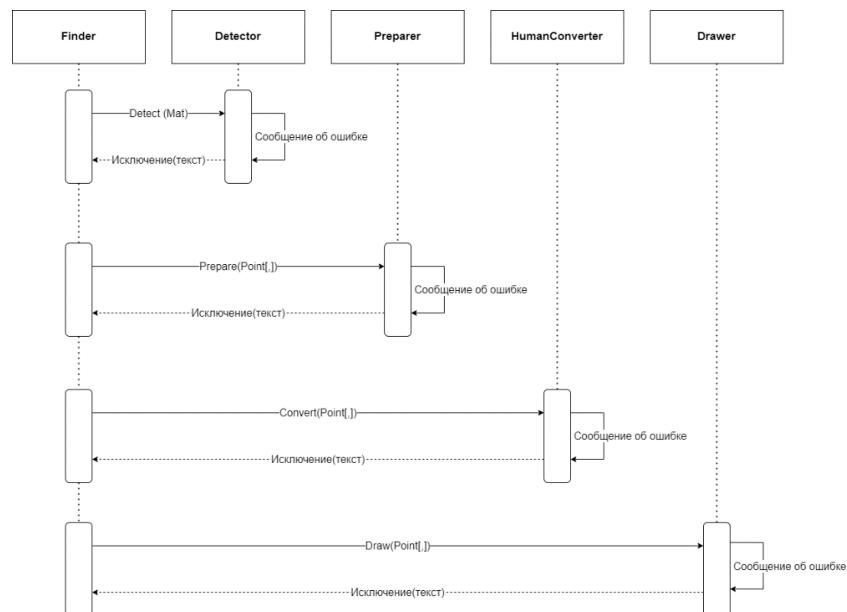 Finder
Detector
Preparer
HumanConverter
Drawer
Detect (Mat)
Сообщение об ошибке
Исключение(текст)
Prepare(Point[,])
Сообщение об ошибке
Исключение(текст)
Convert(Point[,])
Сообщение об ошибке
Исключение(текст)
Draw(Point[,])
Сообщение об ошибке
Исключение(текст)